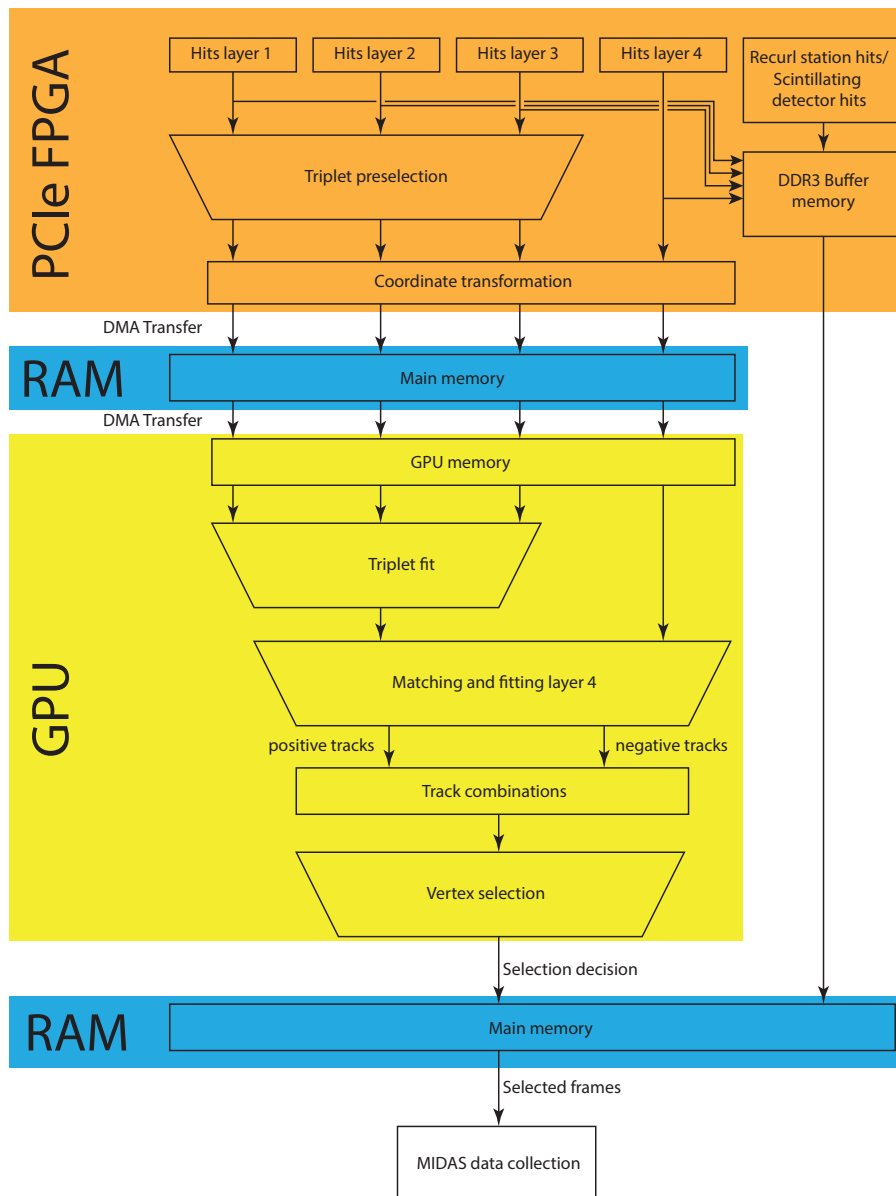 PCIe FPGA
Hits layer 1
Hits layer 2
Hits layer 3
Hits layer 4
Recurl station hits/
Scintillating
detector hits
Triplet preselection
DDR3 Buffer
memory
Coordinate transformation
DMA Transfer
RAM
Main memory
DMA Transfer
GPU
GPU memory
Triplet fit
Matching and fitting layer 4
positive tracks
negative tracks
Track combinations
Vertex selection
Selection decision
RAM
Main memory
Selected frames
MIDAS data collection